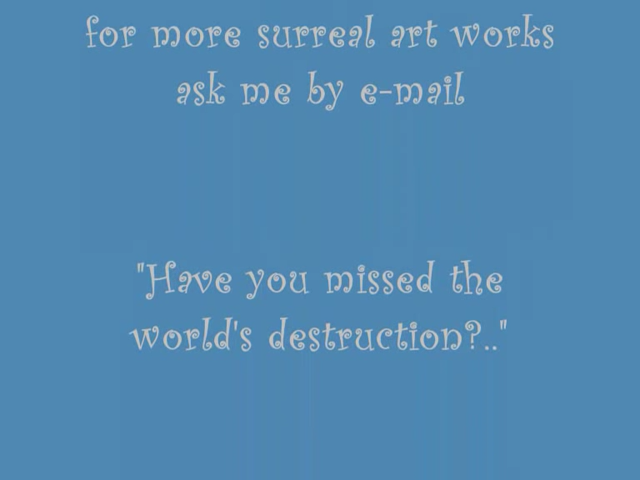 for more surreal art works
ask me by e-mail
"Have you missed the
world's destruction?.."